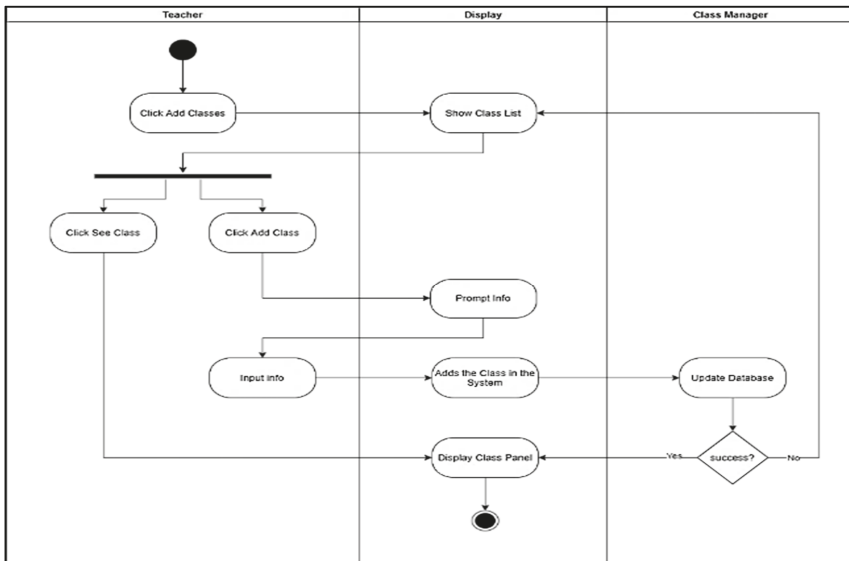 Teacher
Display
Class Manager
Click Add Classes
Show Class List
Click See Class
Click Add Class
Prompt Info
Input Info
Adds the Class in the
System
Update Database
Display Class Panel
Yes
success?
No